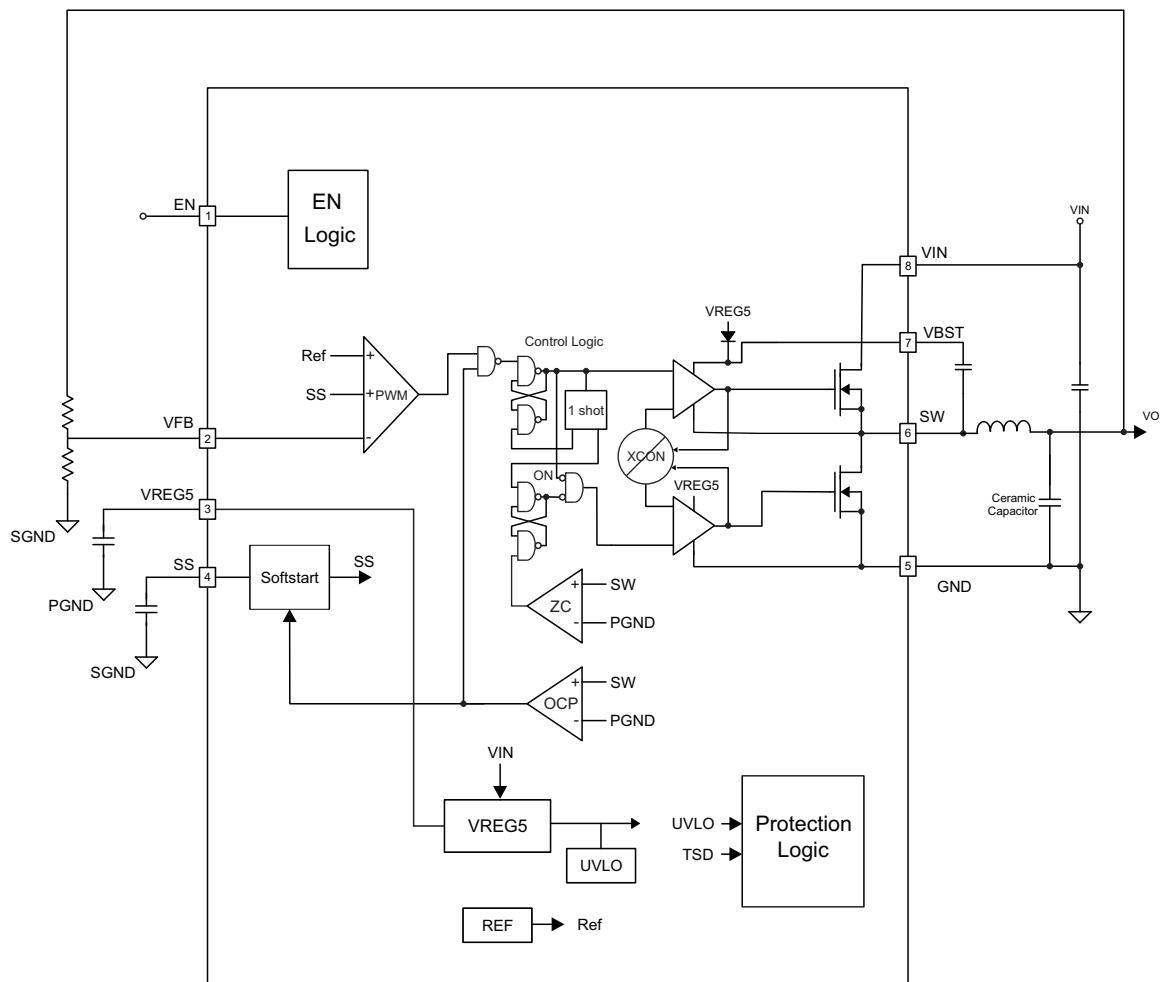 EN
1
EN
Logic
VIN
8
VIN
VREG5
7
VBST
Control Logic
Ref
+
SS
+
PWM
-
1 shot
VFB
2
SW
6
VO
XCON
ON
VREG5
VREG5
3
SGND
Ceramic
Capacitor
SS
4
Softstart
SS
5
GND
PGND
SGND
+
SW
ZC
-
PGND
+
SW
OCP
-
PGND
VIN
VREG5
UVLO
UVLO
TSD
Protection
Logic
REF
Ref